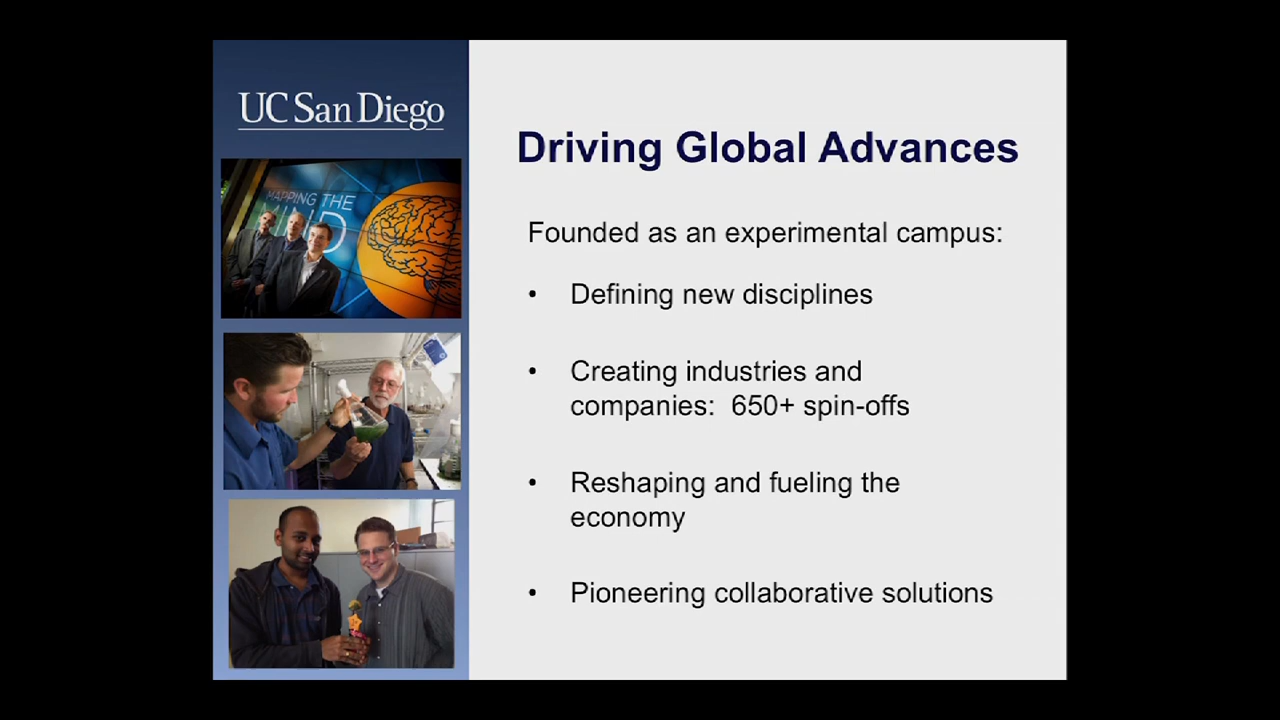 UC San Diego
MAPPING THE
MIND
Driving Global Advances
Founded as an experimental campus:
• Defining new disciplines
• Creating industries and
companies: 650+ spin-offs
• Reshaping and fueling the
economy
• Pioneering collaborative solutions